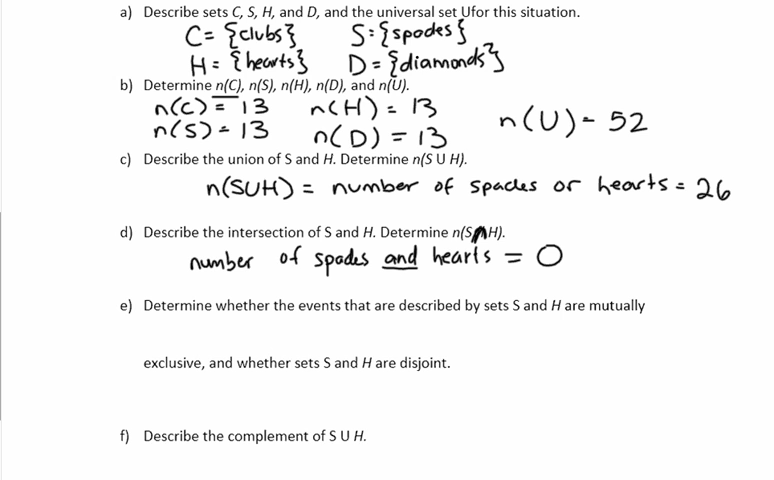 a) Describe sets C, S, H, and D, and the universal set Ufor this situation.
C= {clubs} S={spades}
H= {hearts} D={diamonds}
b) Determine n(C), n(S), n(H), n(D), and n(U).
n(C)= 13 n(H)= 13
n(S)= 13 n(D)= 13 n(U)= 52
c) Describe the union of S and H. Determine n(S U H).
n(SUH) = number of spades or hearts = 26
d) Describe the intersection of S and H. Determine n(S∩H).
number of spades and hearts = 0
e) Determine whether the events that are described by sets S and H are mutually
exclusive, and whether sets S and H are disjoint.
f) Describe the complement of S U H.